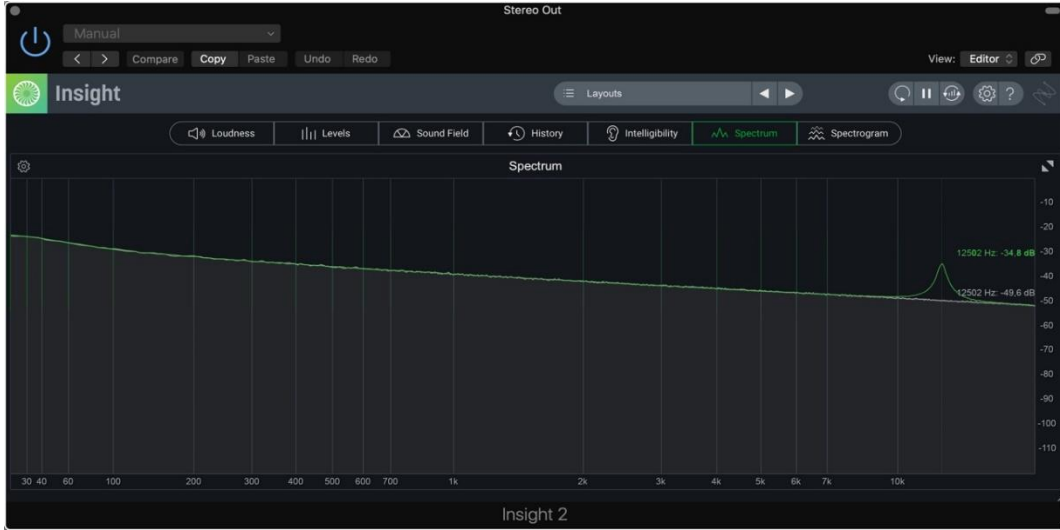 Stereo Out
Manual
Compare Copy Paste Undo Redo View: Editor
Insight Layouts ?
Loudness Levels Sound Field History Intelligibility Spectrum Spectrogram
Spectrum
-10
-20
12502 Hz: -34,8 dB -30
-40
12502 Hz: -49,6 dB
-50
-60
-70
-80
-90
-100
-110
30 40 60 100 200 300 400 500 600 700 1k 2k 3k 4k 5k 6k 7k 10k
Insight 2